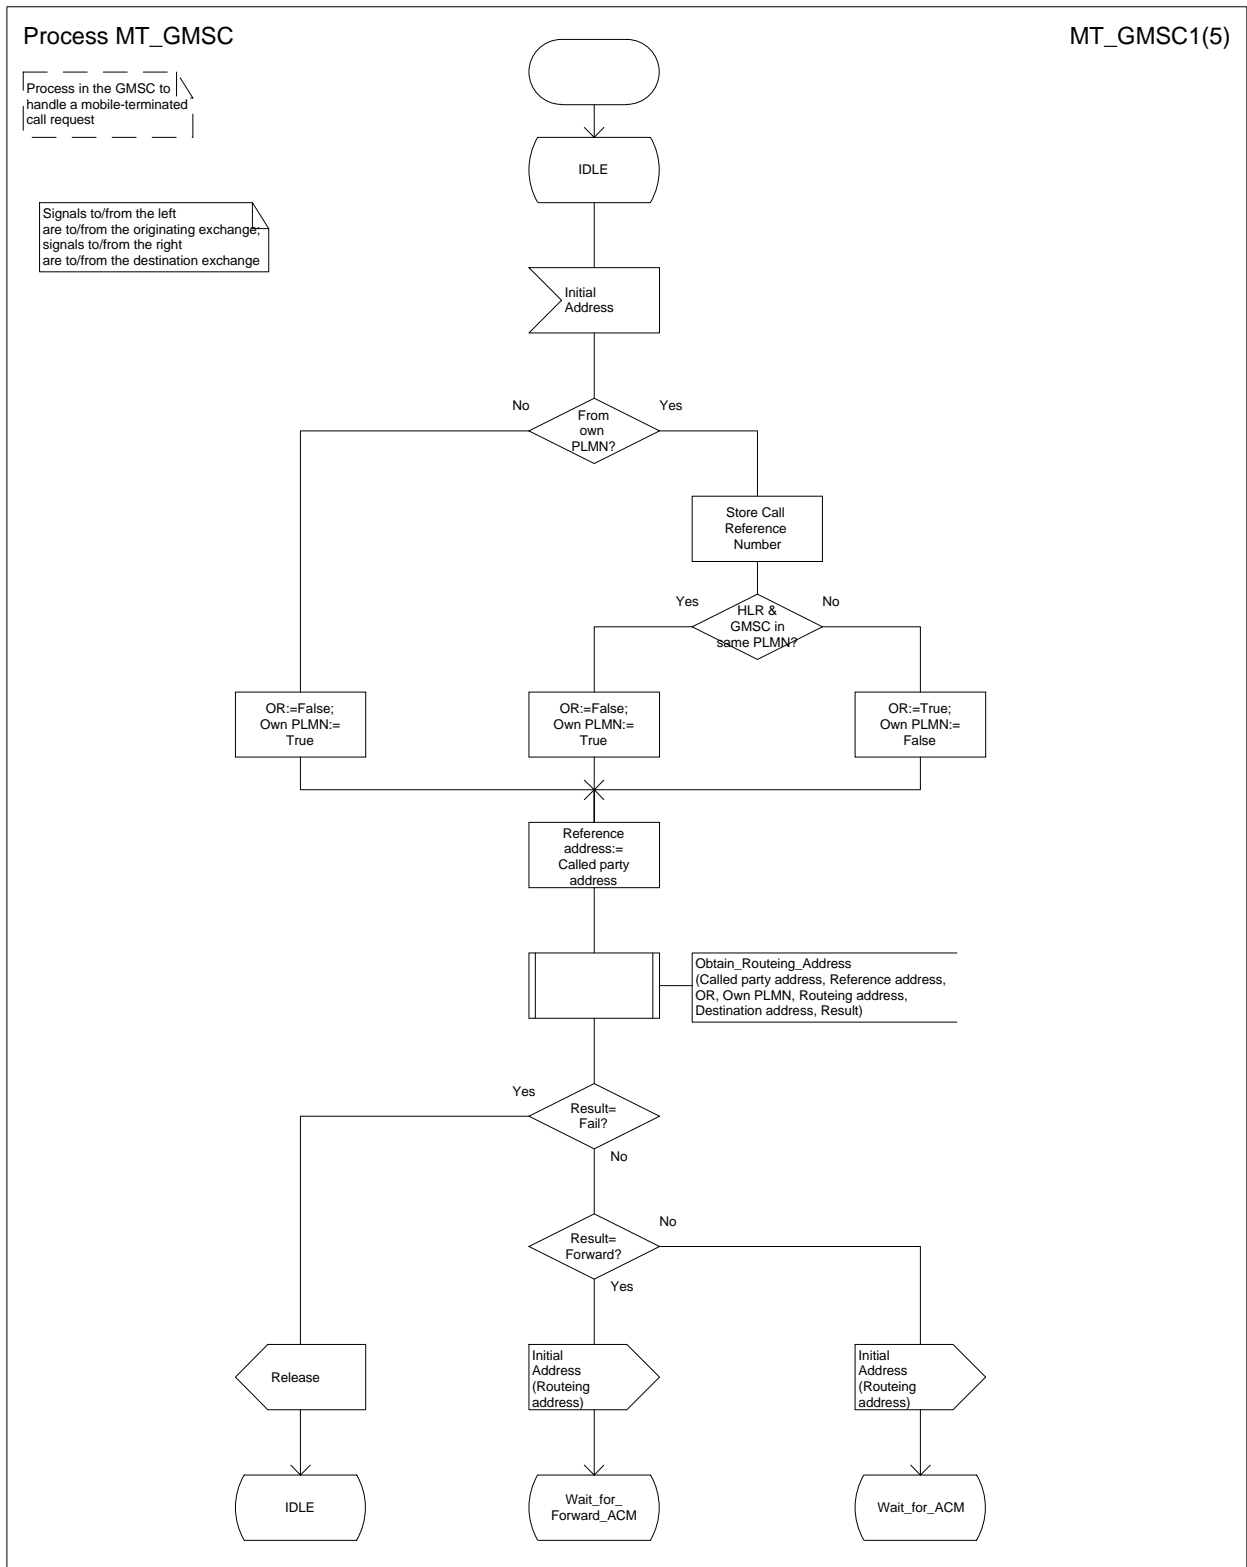 Process MT_GMSC
MT_GMSC1(5)
Process in the GMSC to
handle a mobile-terminated
call request
Signals to/from the left
are to/from the originating exchange;
signals to/from the right
are to/from the destination exchange
IDLE
Initial
Address
No
Yes
From
own
PLMN?
Store Call
Reference
Number
Yes
No
HLR &
GMSC in
same PLMN?
OR:=False;
Own PLMN:=
True
OR:=False;
Own PLMN:=
True
OR:=True;
Own PLMN:=
False
Reference
address:=
Called party
address
Obtain_Routeing_Address
(Called party address, Reference address,
OR, Own PLMN, Routeing address,
Destination address, Result)
Yes
Result=
Fail?
No
No
Result=
Forward?
Yes
Release
Initial
Address
(Routeing
address)
Initial
Address
(Routeing
address)
IDLE
Wait_for_
Forward_ACM
Wait_for_ACM